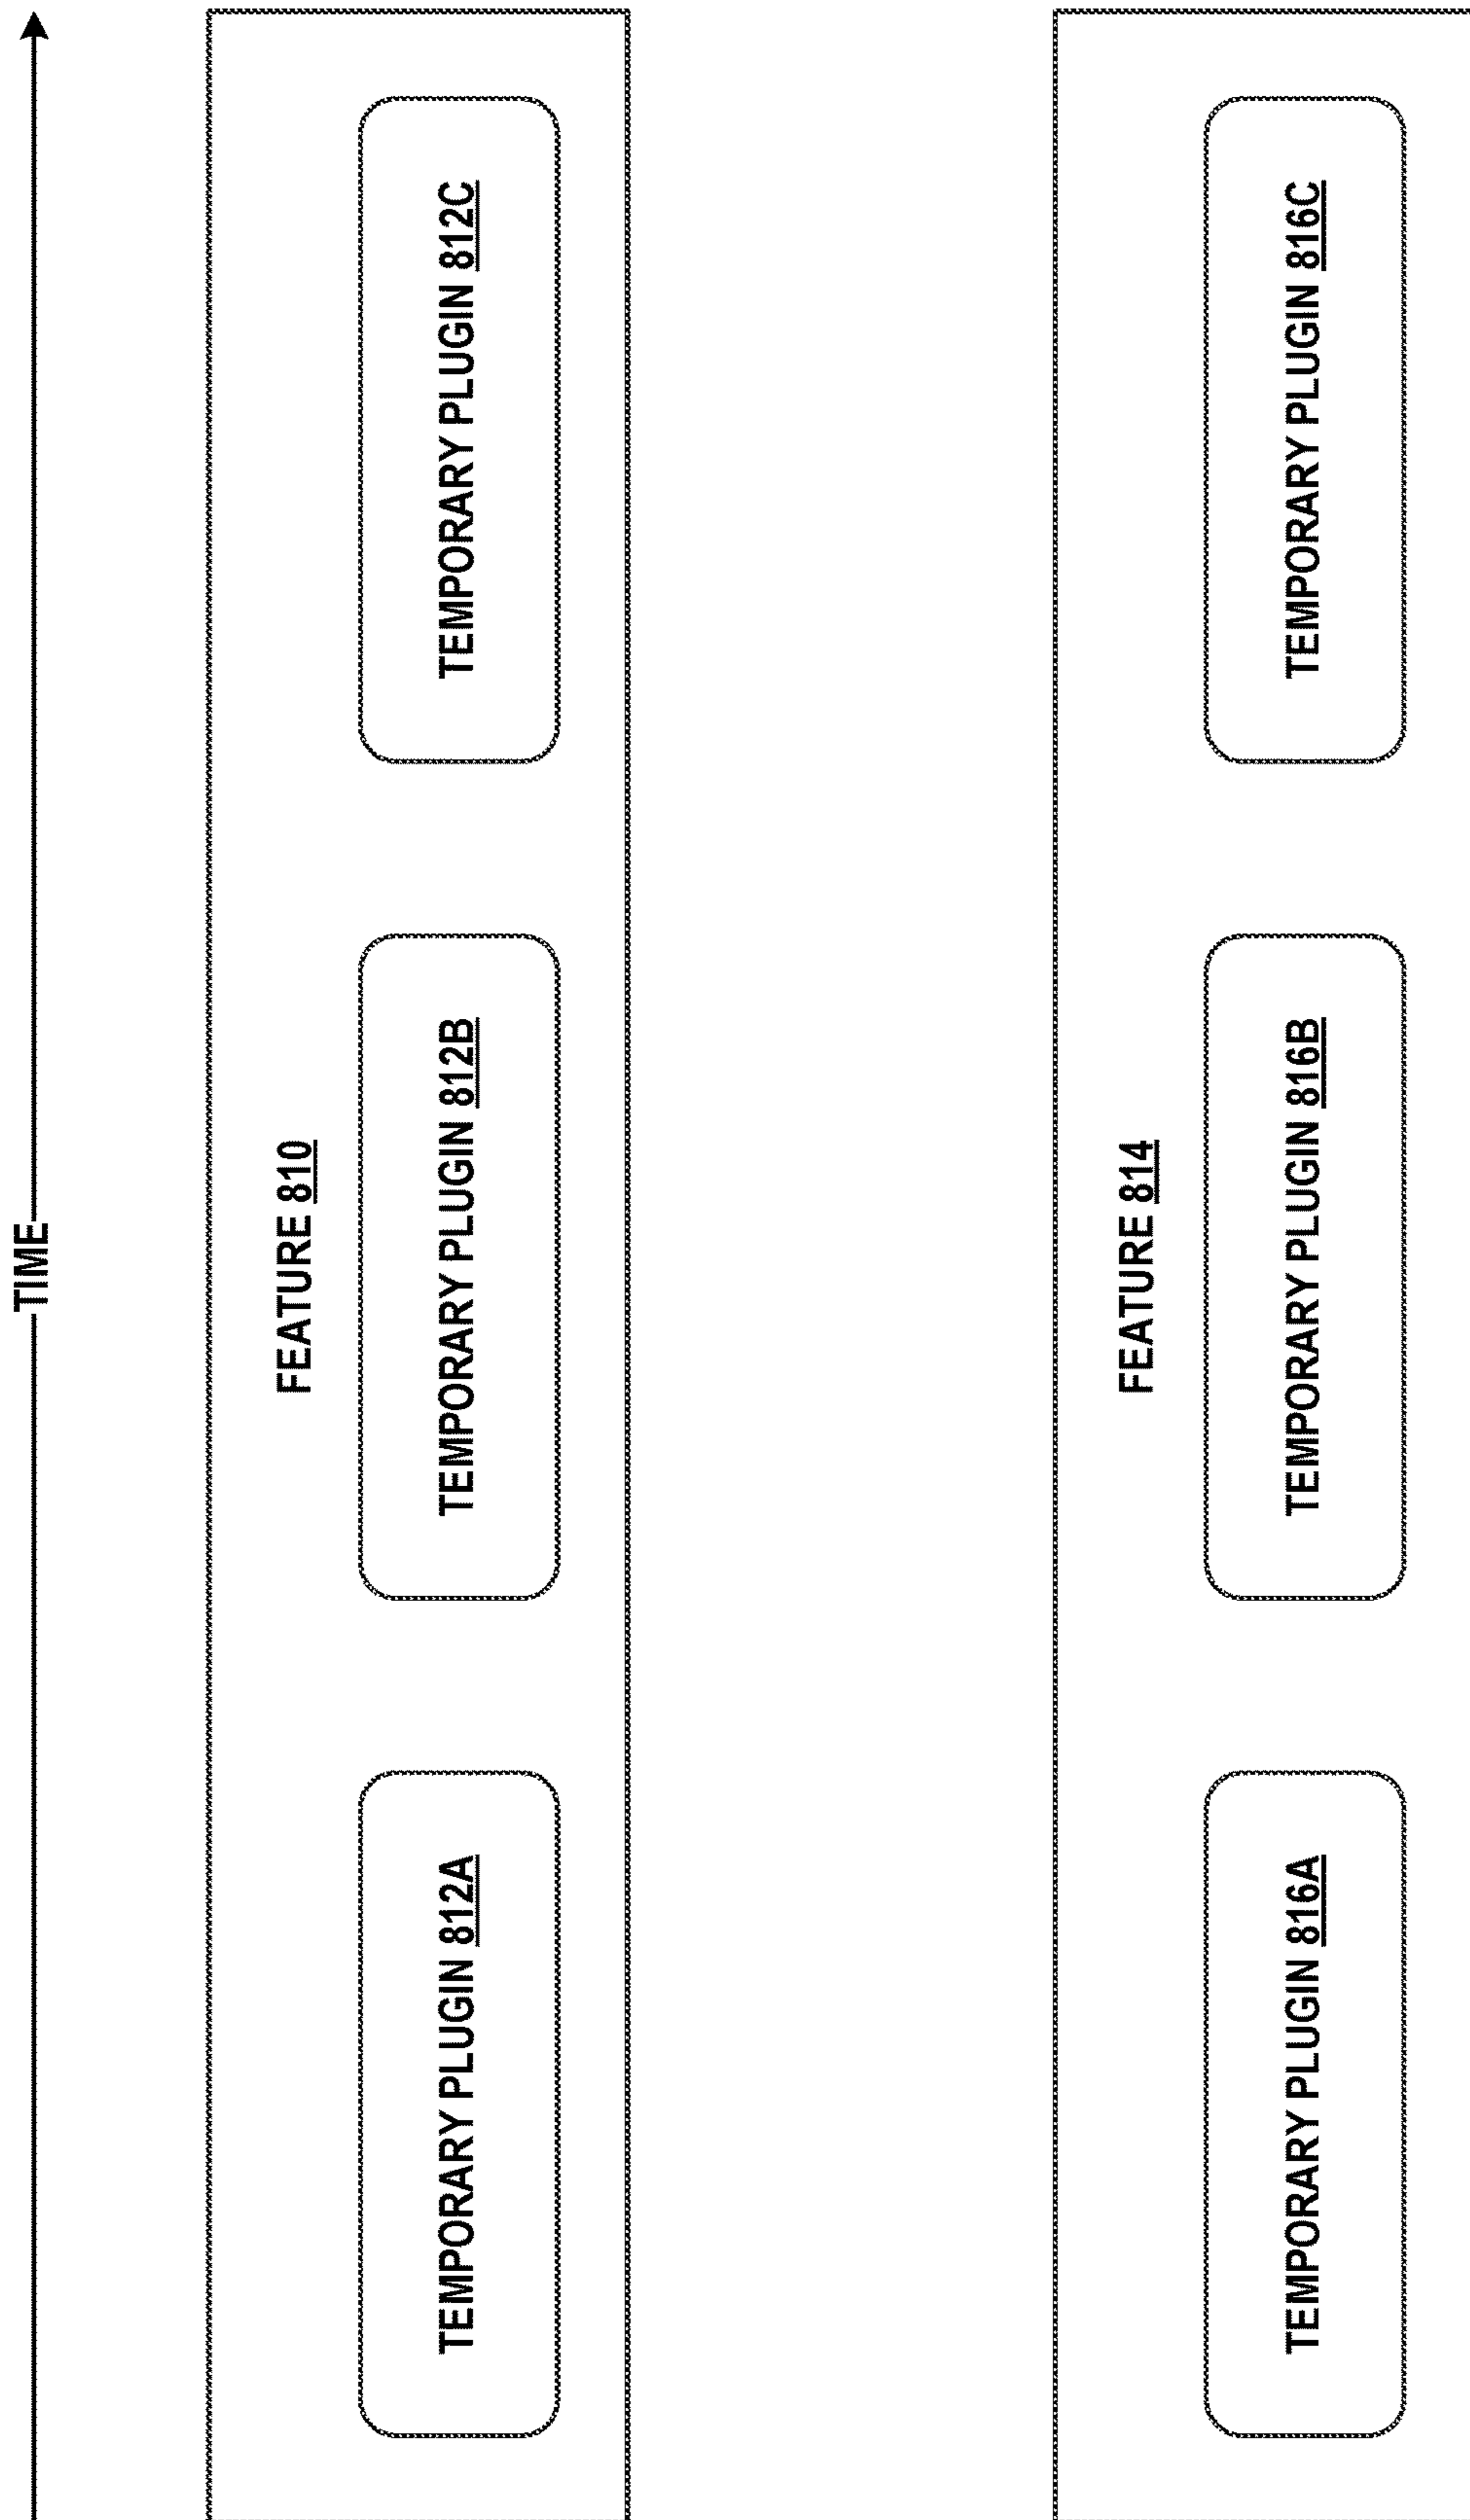 TIME
FEATURE 810
TEMPORARY PLUGIN 812A
TEMPORARY PLUGIN 812B
TEMPORARY PLUGIN 812C
FEATURE 814
TEMPORARY PLUGIN 816A
TEMPORARY PLUGIN 816B
TEMPORARY PLUGIN 816C